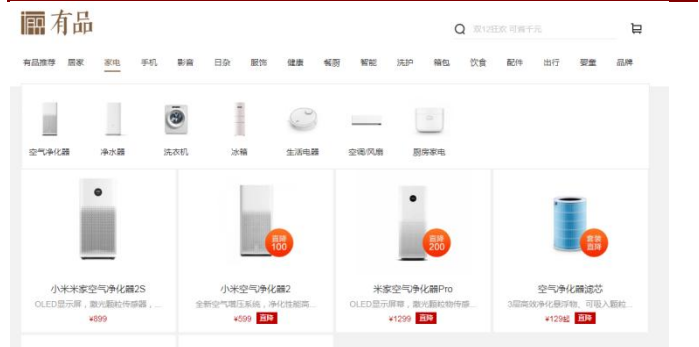 有品
双12狂欢 可省千元
有品推荐 居家 家电 手机 影音 日杂 服饰 健康 餐厨 智能 洗护 箱包 饮食 配件 出行 婴童 品牌
空气净化器 净水器 洗衣机 冰箱 生活电器 空调/风扇 厨房家电
直降
100
直降
200
套装
直降
小米米家空气净化器2S 小米空气净化器2 米家空气净化器Pro 空气净化器滤芯
OLED显示屏，激光颗粒传感器，... 全新空气增压系统，净化性能高... OLED显示屏幕，激光颗粒物传感... 3层高效净化悬浮物、可吸入颗粒...
¥899 ¥599 直降 ¥1299 直降 ¥129起 直降